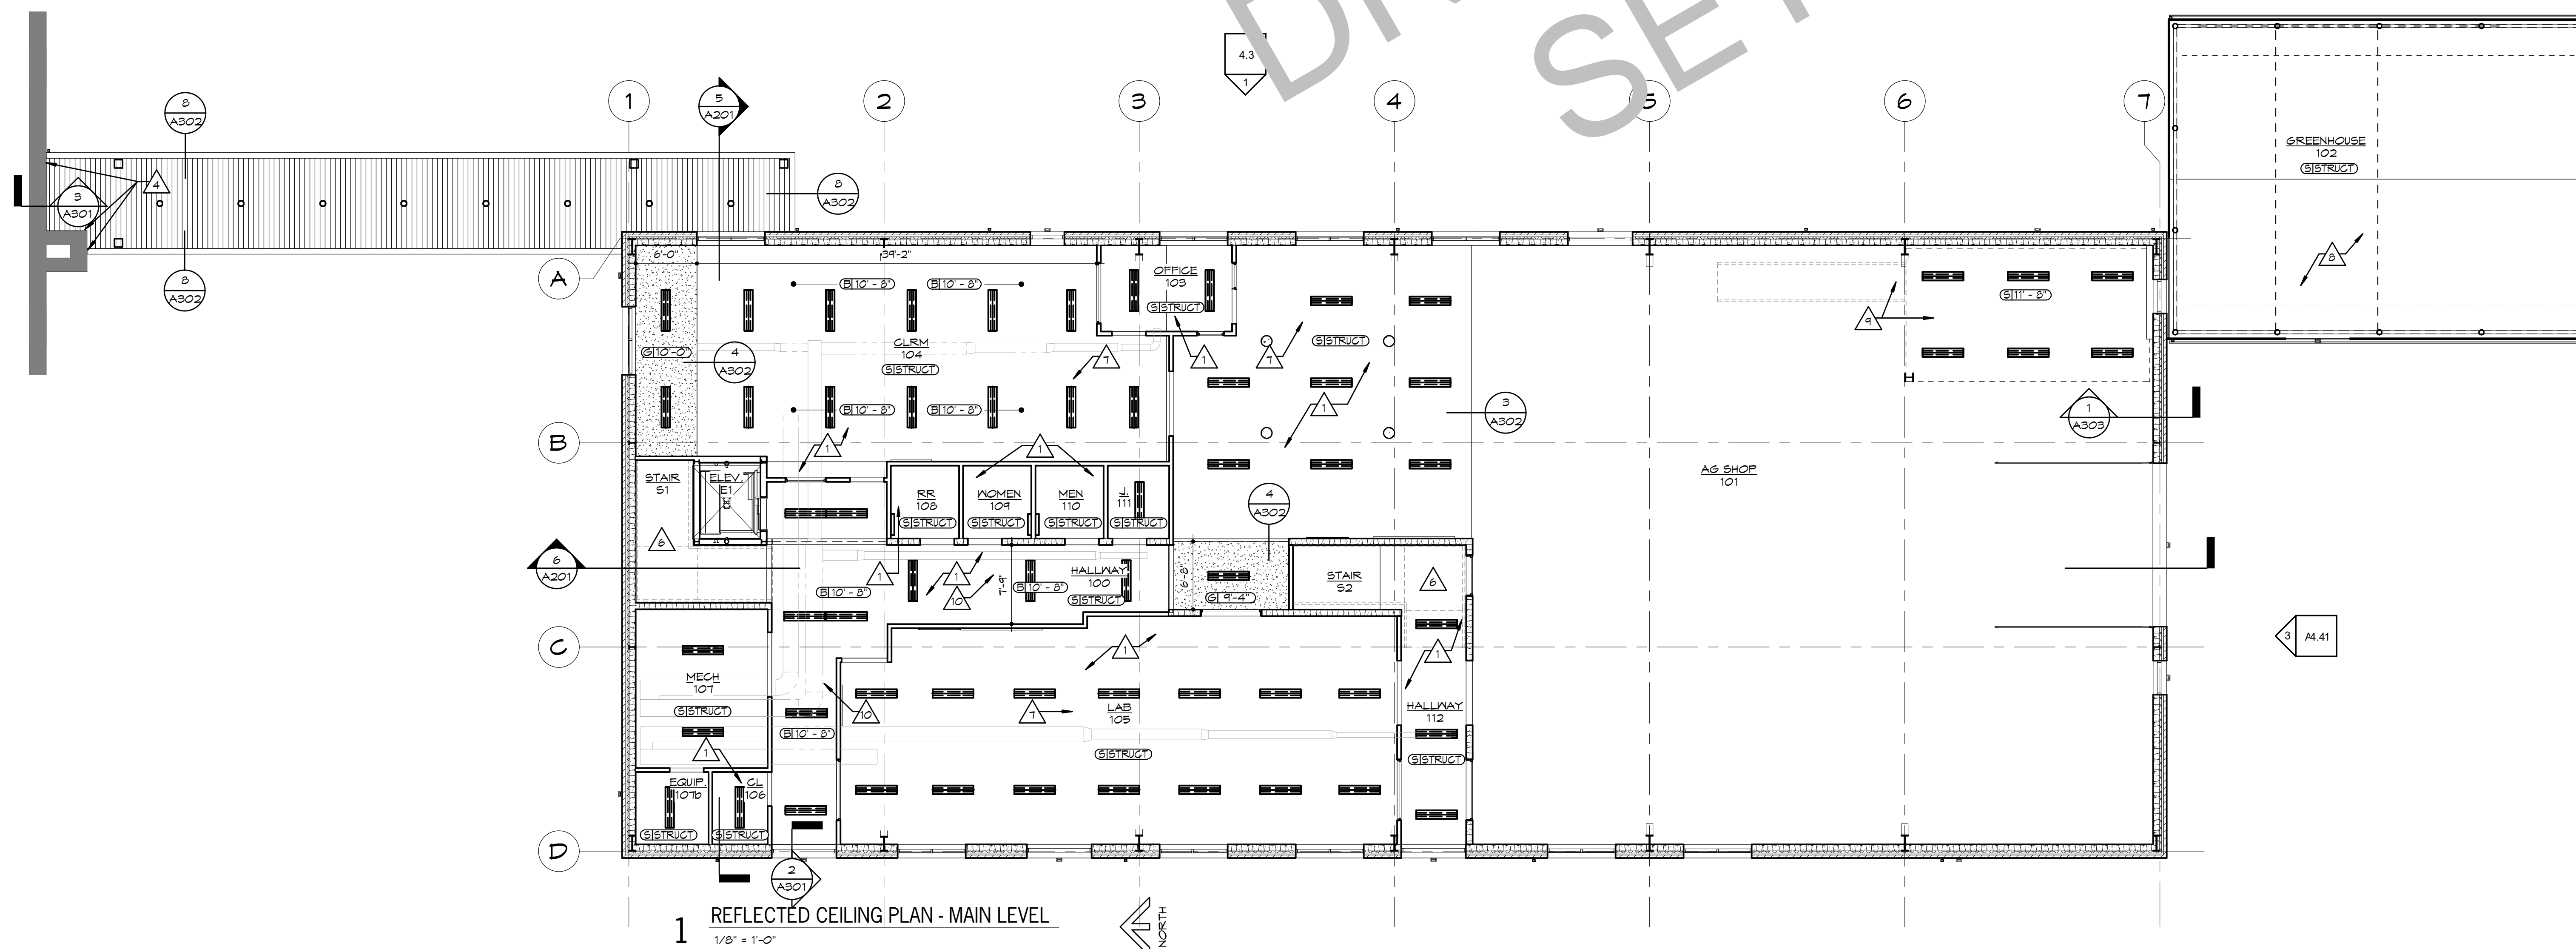 DR
SET
4.3
1
1
2
3
4
5
6
7
8
A302
5
A201
GREENHOUSE
102
S STRUCT
8
4
3
A301
8
A302
8
A302
A
6'-0"
39'-2"
B 10' - 8"
B 10' - 8"
OFFICE
103
S STRUCT
S 11' - 8"
9
CLRM
104
S STRUCT
G 10'-0"
4
A302
7
1
7
S STRUCT
B 10' - 8"
B 10' - 8"
1
3
A302
1
A303
B
1
1
STAIR
S1
ELEV.
E1
RR
108
S STRUCT
WOMEN
109
S STRUCT
MEN
110
S STRUCT
J.
111
S STRUCT
AG SHOP
101
4
A302
6
6
A201
1
1
10
7'-9"
HALLWAY
100
B 10' - 8"
S STRUCT
B 10' - 8"
6'-8"
G 9'-4"
STAIR
S2
6
C
1
1
3
A4.41
MECH
107
S STRUCT
1
10
B 10' - 8"
7
LAB
105
S STRUCT
HALLWAY
112
S STRUCT
EQUIP.
107b
S STRUCT
CL
106
S STRUCT
D
2
A301
1
REFLECTED CEILING PLAN - MAIN LEVEL
1/8" = 1'-0"
NORTH